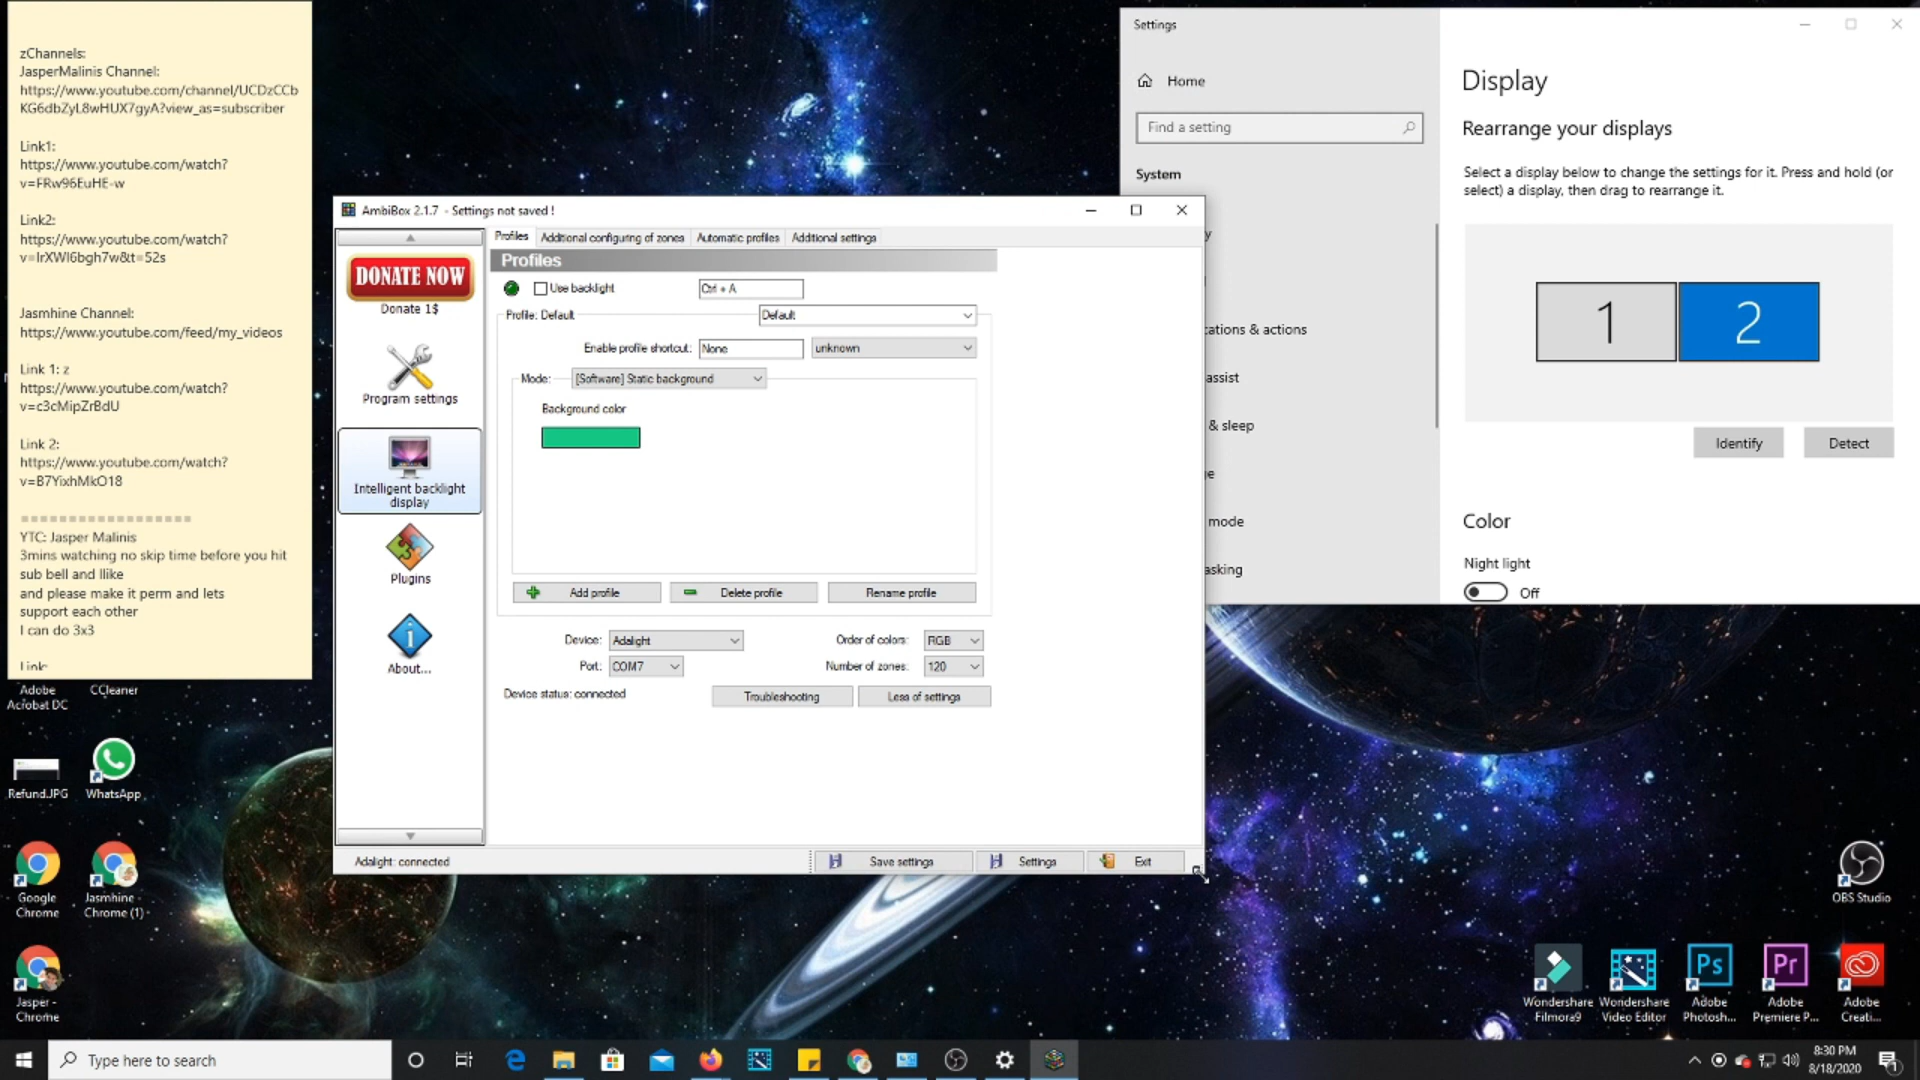 zChannels:
JasperMalinis Channel:
https://www.youtube.com/channel/UCDzCCb
KG6dbZyL8wHUX7gyA?view_as=subscriber
Link1:
https://www.youtube.com/watch?
v=FRw96EuHE-w
Link2:
https://www.youtube.com/watch?
v=IrXWI6bgh7w&t=52s
Jasmhine Channel:
https://www.youtube.com/feed/my_videos
Link 1: z
https://www.youtube.com/watch?
v=c3cMipZrBdU
Link 2:
https://www.youtube.com/watch?
v=B7YixhMkO18
==================
YTC: Jasper Malinis
3mins watching no skip time before you hit
sub bell and llike
and please make it perm and lets
support each other
I can do 3x3
Link:
Adobe
Acrobat DC
CCleaner
Refund.JPG
WhatsApp
Google
Chrome
Jasmhine -
Chrome (1)
Jasper -
Chrome
AmbiBox 2.1.7 - Settings not saved !
DONATE NOW
Donate 1$
Program settings
Intelligent backlight
display
Plugins
About...
Profiles
Additional configuring of zones
Automatic profiles
Additional settings
Profiles
Use backlight
Ctrl + A
Profile: Default
Default
Enable profile shortcut:
None
unknown
Mode:
[Software] Static background
Background color
Add profile
Delete profile
Rename profile
Device:
Adalight
Order of colors:
RGB
Port:
COM7
Number of zones:
120
Device status: connected
Troubleshooting
Less of settings
Adalight: connected
Save settings
Settings
Exit
Settings
Home
Find a setting
System
y
cations & actions
assist
& sleep
ge
mode
asking
Display
Rearrange your displays
Select a display below to change the settings for it. Press and hold (or
select) a display, then drag to rearrange it.
1
2
Identify
Detect
Color
Night light
Off
OBS Studio
Wondershare
Filmora9
Wondershare
Video Editor
Ps
Adobe
Photosh...
Pr
Adobe
Premiere P...
Adobe
Creati...
Type here to search
8:30 PM
8/18/2020
1